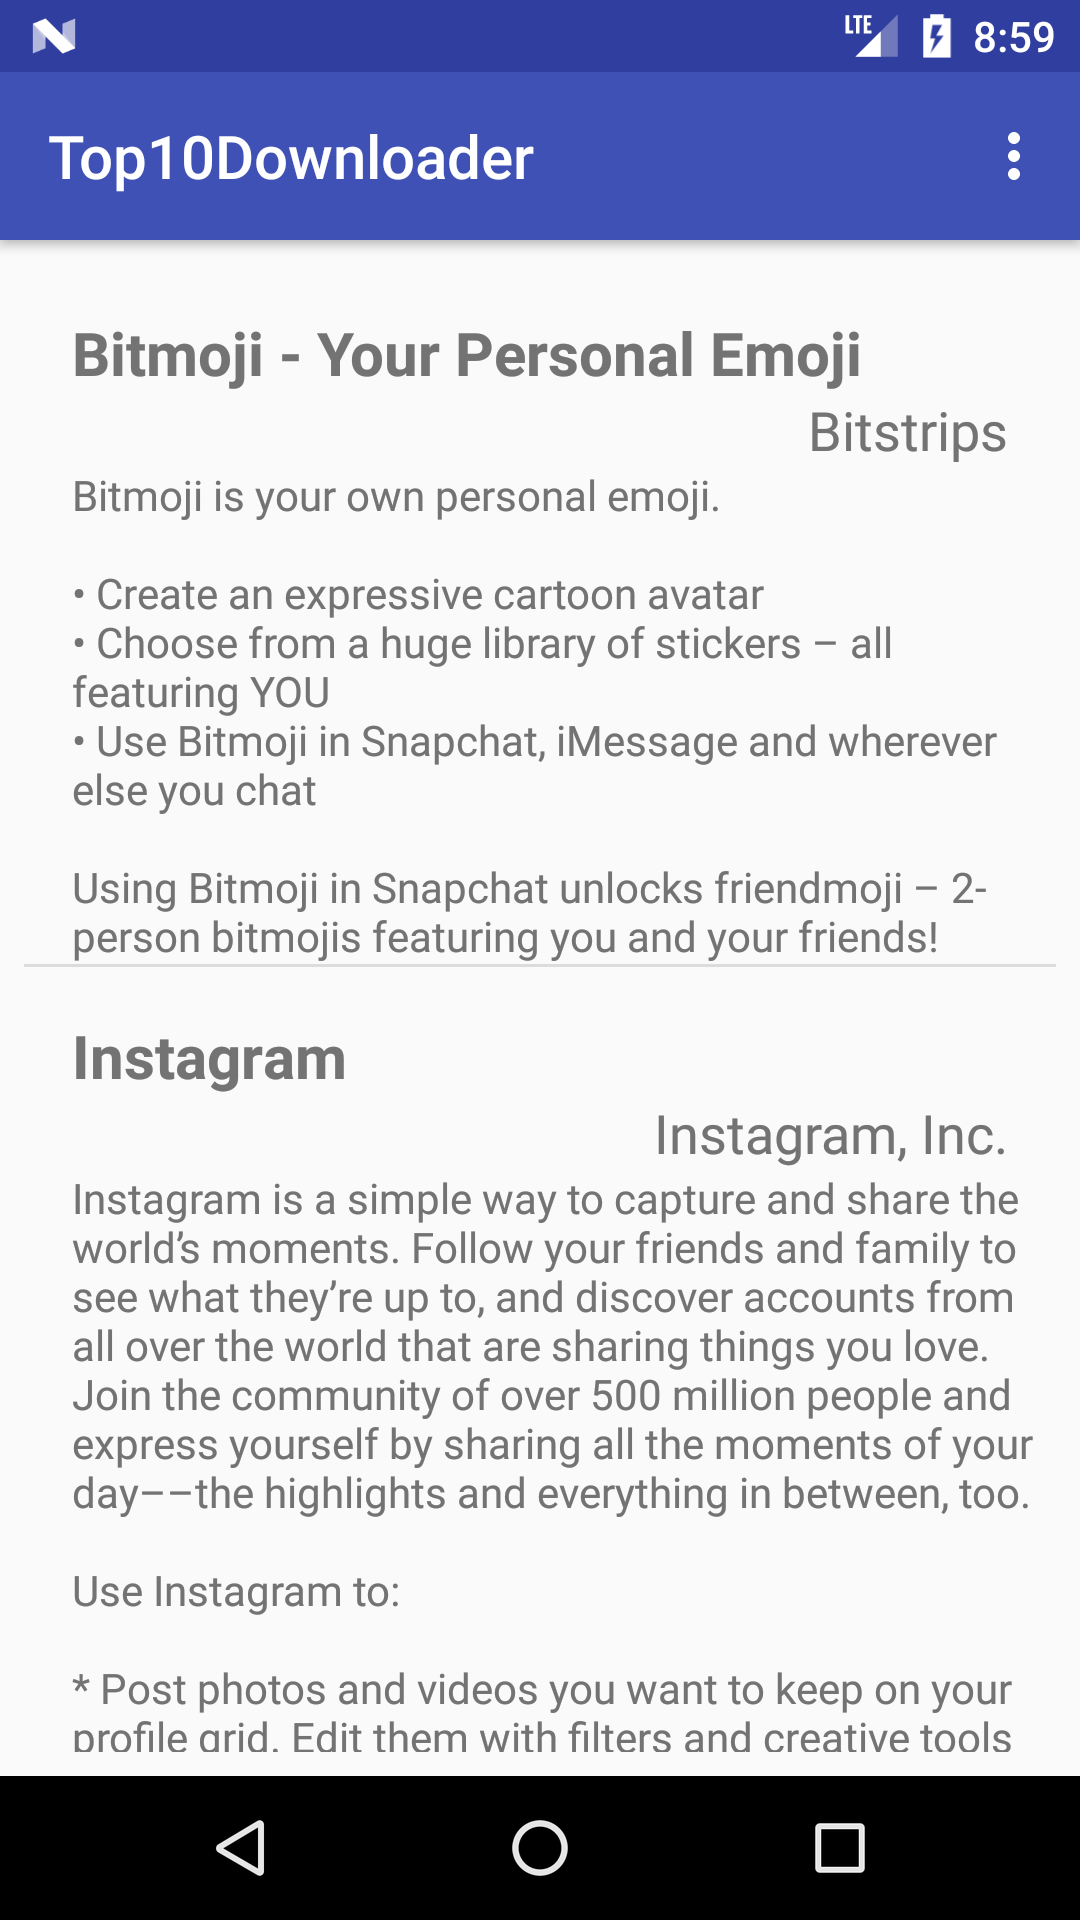 LTE 8:59
Top10Downloader
Bitmoji - Your Personal Emoji
Bitstrips
Bitmoji is your own personal emoji.
• Create an expressive cartoon avatar
• Choose from a huge library of stickers – all
featuring YOU
• Use Bitmoji in Snapchat, iMessage and wherever
else you chat
Using Bitmoji in Snapchat unlocks friendmoji – 2-
person bitmojis featuring you and your friends!
Instagram
Instagram, Inc.
Instagram is a simple way to capture and share the
world’s moments. Follow your friends and family to
see what they’re up to, and discover accounts from
all over the world that are sharing things you love.
Join the community of over 500 million people and
express yourself by sharing all the moments of your
day––the highlights and everything in between, too.
Use Instagram to:
* Post photos and videos you want to keep on your
profile grid. Edit them with filters and creative tools